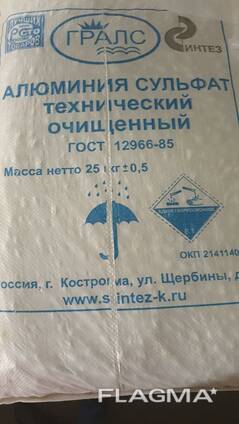 ГРАЛС
СИНТЕЗ
АЛЮМИНИЯ СУЛЬФАТ
технический
очищенный
ГОСТ 12966-85
Масса нетто 25 кг±0,5
ОКП 2141140
оссия, г. Кострома, ул. Щербины, д
www.sintez-k.ru
FLAGMA